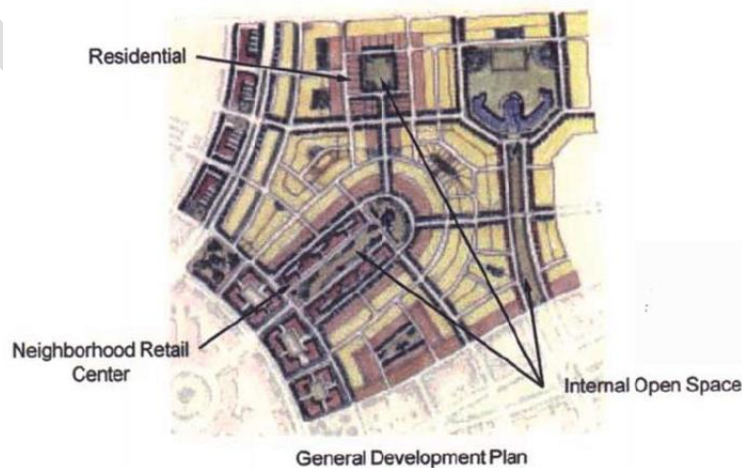 Residential
Neighborhood Retail
Center
Internal Open Space
General Development Plan